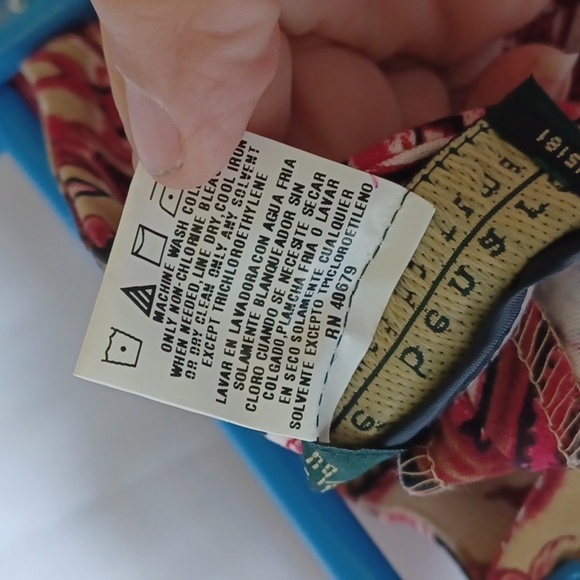 MACHINE WASH
ONLY NON-CHLORINE BLEAC
WHEN NEEDED, LINE DRY, COOL IRON
OR DRY CLEAN ONLY ANY SOLVENT
EXCEPT TRICHLOROETHYLENE
LAVAR EN LAVADORA CON AGUA FRIA
SOLAMENTE BLANQUEADOR SIN
CLORO CUANDO SE NECESITE SECAR
COLGADO, PLANCHA FRIA O LAVAR
EN SECO SOLAMENTE CUALQUIER
SOLVENTE EXCEPTO TRICLOROETILENO
RN 40679